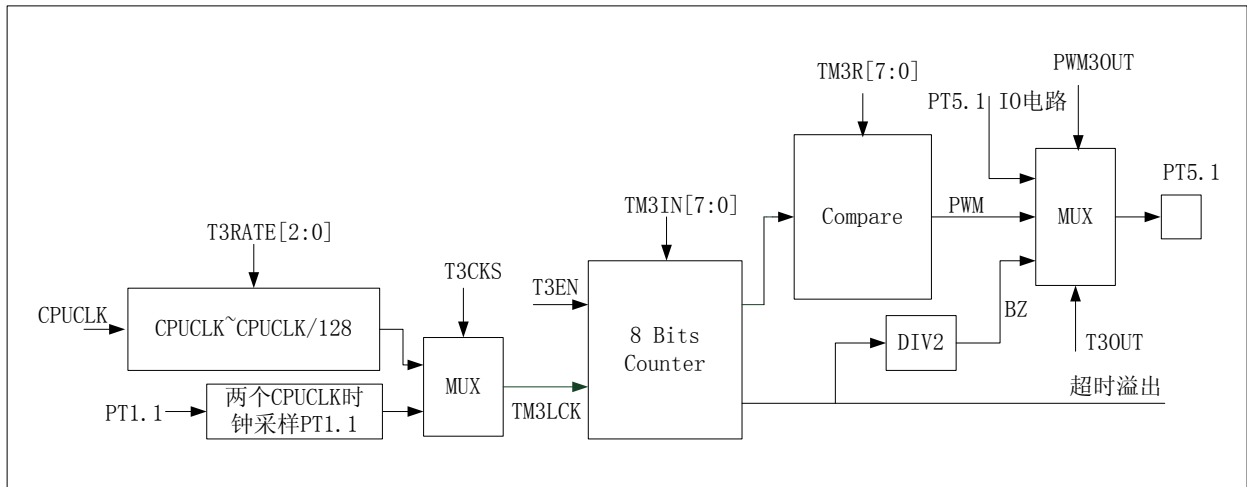 TM3R[7:0]
PWM3OUT
PT5.1 IO电路
PT5.1
TM3IN[7:0]
Compare
PWM
MUX
T3RATE[2:0]
T3CKS
T3EN
CPUCLK
CPUCLK~CPUCLK/128
8 Bits
Counter
BZ
DIV2
T3OUT
MUX
超时溢出
PT1.1
两个CPUCLK时
钟采样PT1.1
TM3LCK